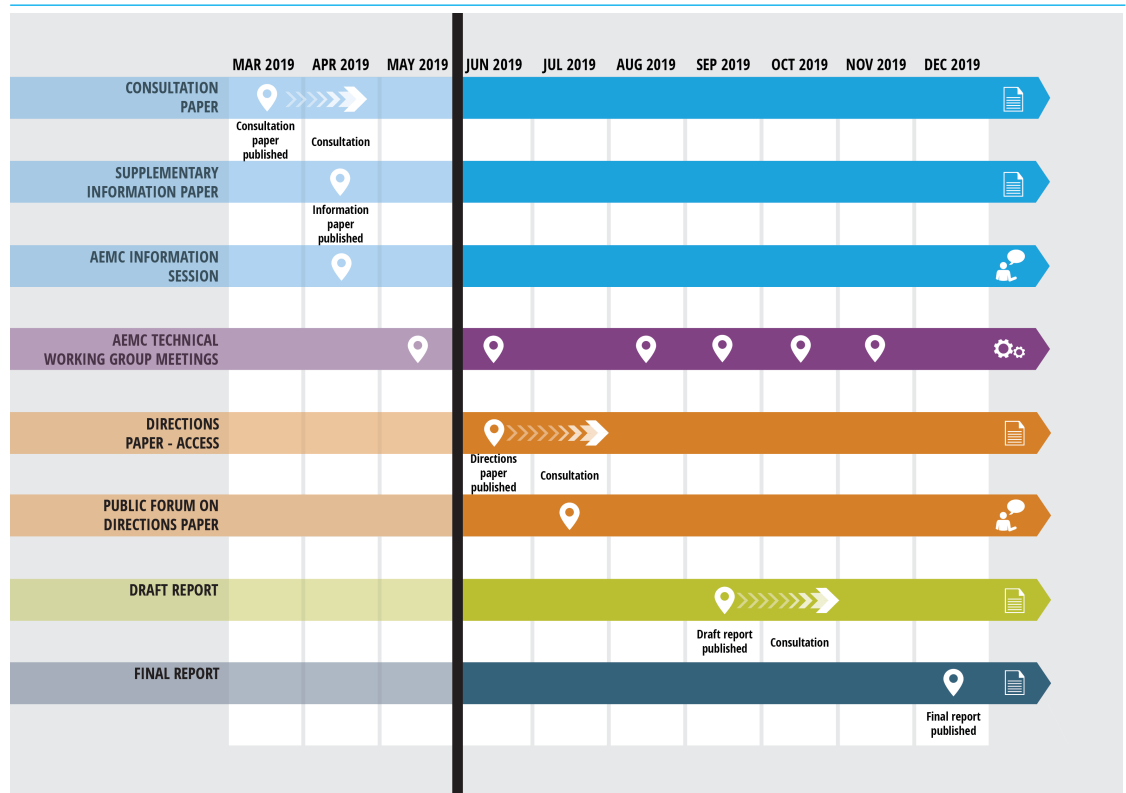 MAR 2019 APR 2019 MAY 2019 JUN 2019 JUL 2019 AUG 2019 SEP 2019 OCT 2019 NOV 2019 DEC 2019
CONSULTATION
PAPER
Consultation
paper
published
Consultation
SUPPLEMENTARY
INFORMATION PAPER
Information
paper
published
AEMC INFORMATION
SESSION
AEMC TECHNICAL
WORKING GROUP MEETINGS
DIRECTIONS
PAPER - ACCESS
Directions
paper
published
Consultation
PUBLIC FORUM ON
DIRECTIONS PAPER
DRAFT REPORT
Draft report
published
Consultation
FINAL REPORT
Final report
published